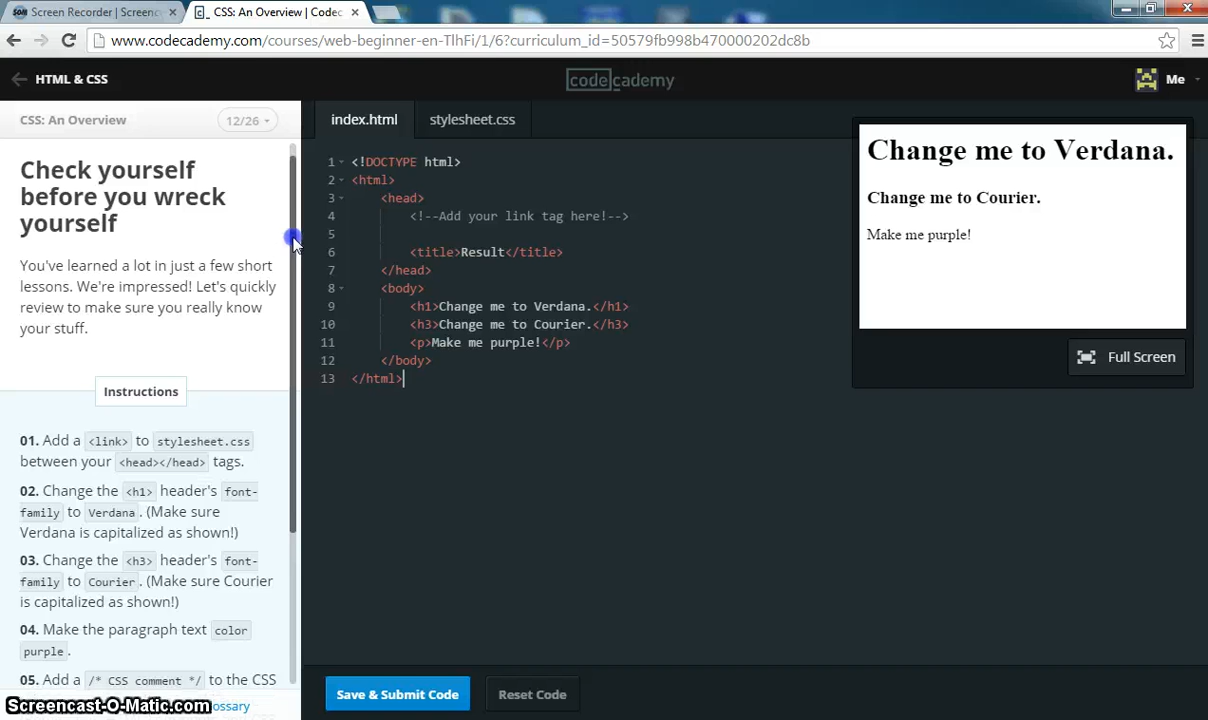 Screen Recorder | Screenc
CSS: An Overview | Codec
www.codecademy.com/courses/web-beginner-en-TlhFi/1/6?curriculum_id=50579fb998b470000202dc8b
HTML & CSS
codecademy
Me
CSS: An Overview
12/26
index.html
stylesheet.css
Check yourself
before you wreck
yourself
You've learned a lot in just a few short
lessons. We're impressed! Let's quickly
review to make sure you really know
your stuff.
Instructions
01. Add a <link> to stylesheet.css
between your <head></head> tags.
02. Change the <h1> header's font-
family to Verdana. (Make sure
Verdana is capitalized as shown!)
03. Change the <h3> header's font-
family to Courier. (Make sure Courier
is capitalized as shown!)
04. Make the paragraph text color
purple.
05. Add a /* CSS comment */ to the CSS
1 <!DOCTYPE html>
2 <html>
3 <head>
4 <!--Add your link tag here!-->
5
6 <title>Result</title>
7 </head>
8 <body>
9 <h1>Change me to Verdana.</h1>
10 <h3>Change me to Courier.</h3>
11 <p>Make me purple!</p>
12 </body>
13 </html>
Change me to Verdana.
Change me to Courier.
Make me purple!
Full Screen
Save & Submit Code
Reset Code
Screencast-O-Matic.com
ossary